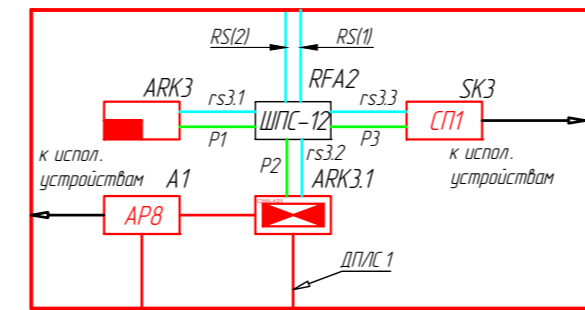 RS(2)
RS(1)
ARK3
RFA2
SK3
rs3.1
rs3.3
ШПС-12
СП1
P1
P3
к испол.
устройствам
P2
rs3.2
к испол.
устройствам
A1
ARK3.1
АР8
ДПЛС 1